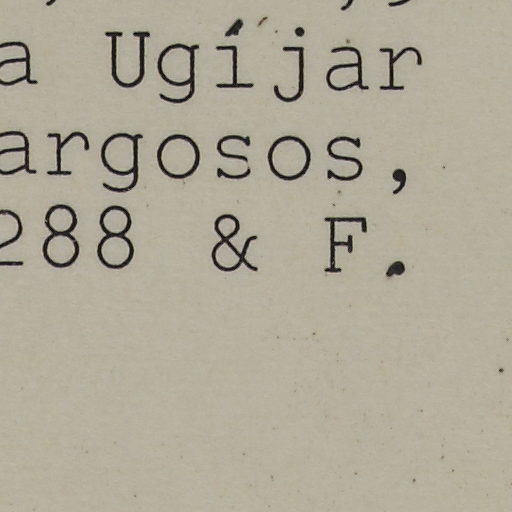 a Ugíjar
argosos,
288 & F.